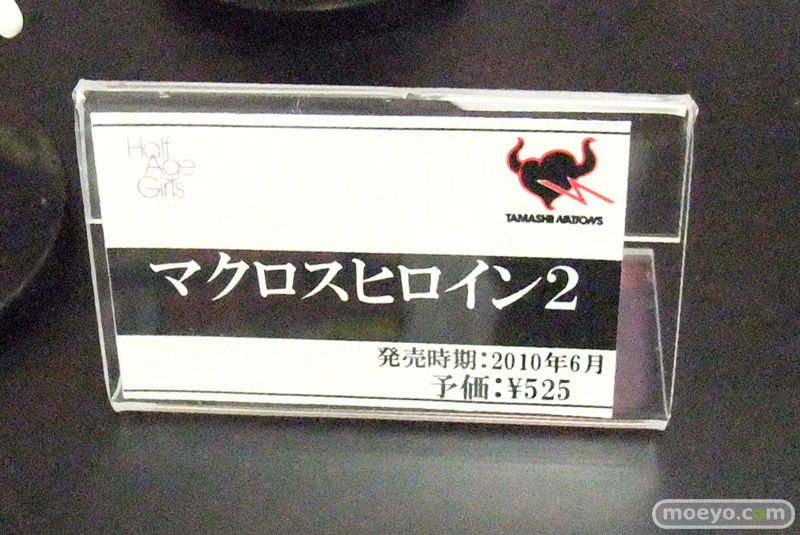 Half
Age
Girls
TAMASHII NATIONS
マクロスヒロイン2
発売時期:2010年6月
予価:¥525
moeyo.com